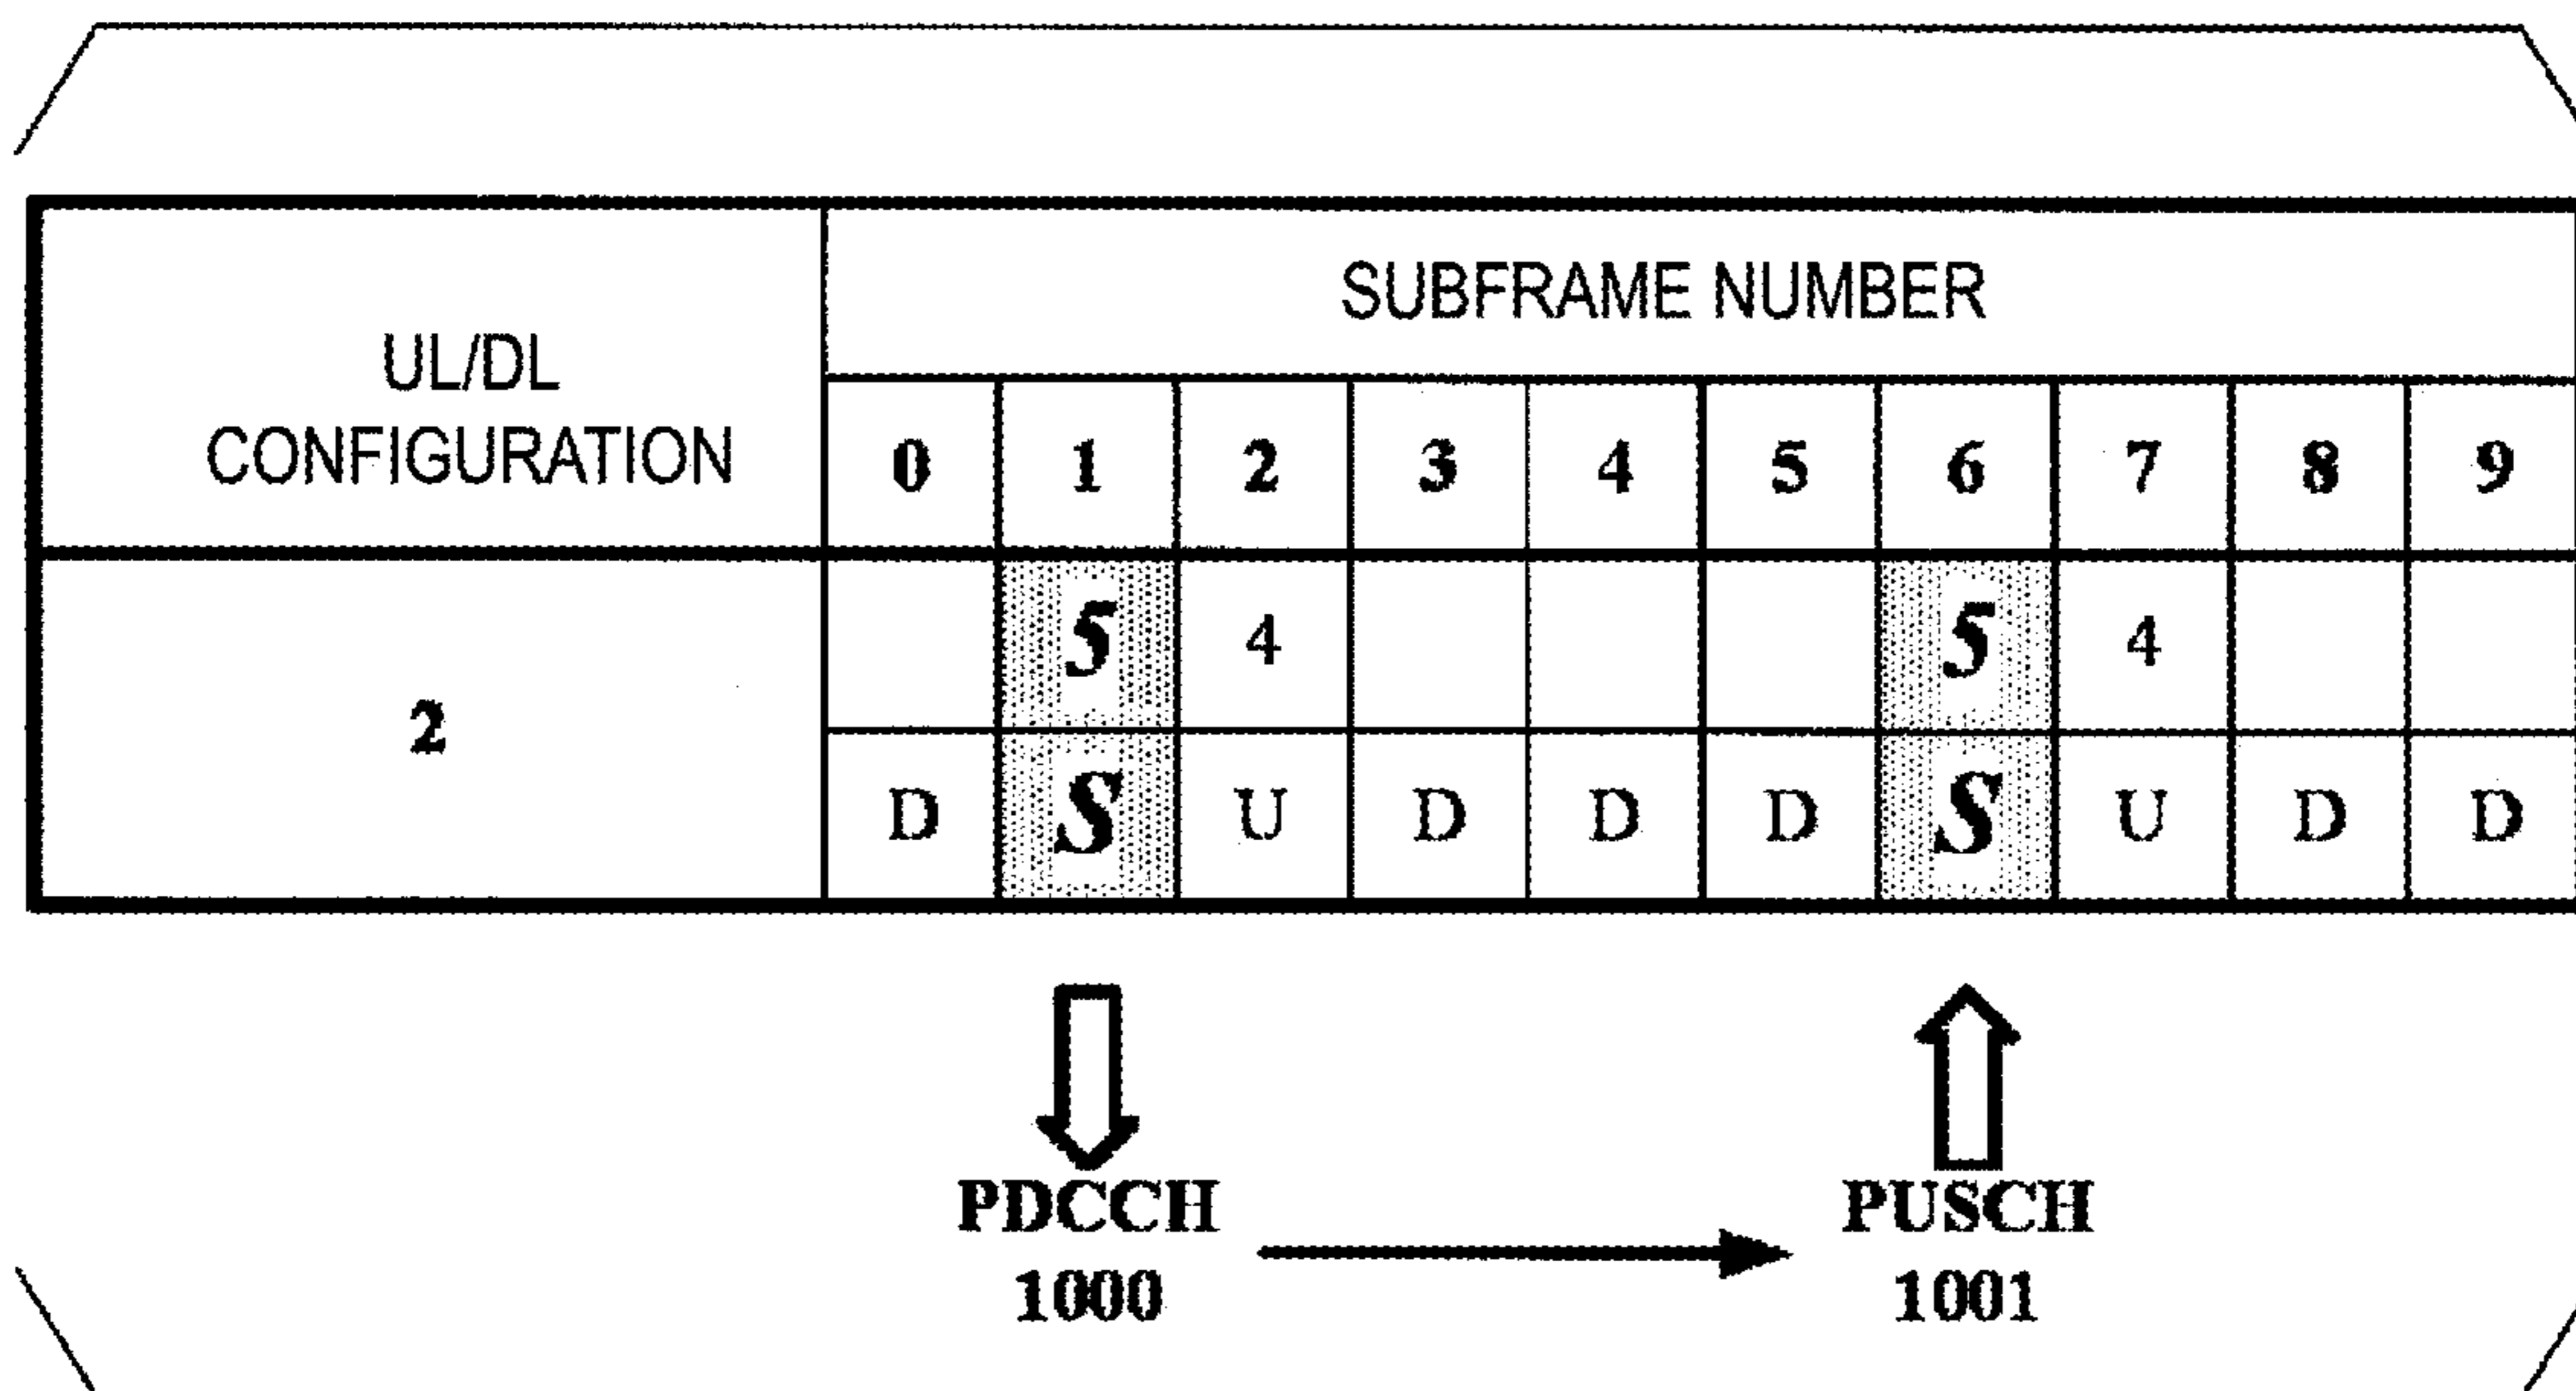 SUBFRAME NUMBER
UL/DL
CONFIGURATION
0 1 2 3 4 5 6 7 8 9
5 4 5 4
2
D S U D D D S U D D
PDCCH PUSCH
1000 1001